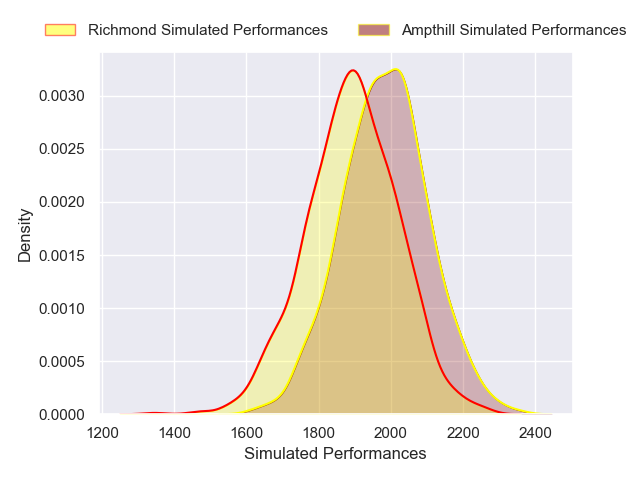 Richmond Simulated Performances
Ampthill Simulated Performances
Density
0.0030
0.0025
0.0020
0.0015
0.0010
0.0005
0.0000
1200 1400 1600 1800 2000 2200 2400
Simulated Performances